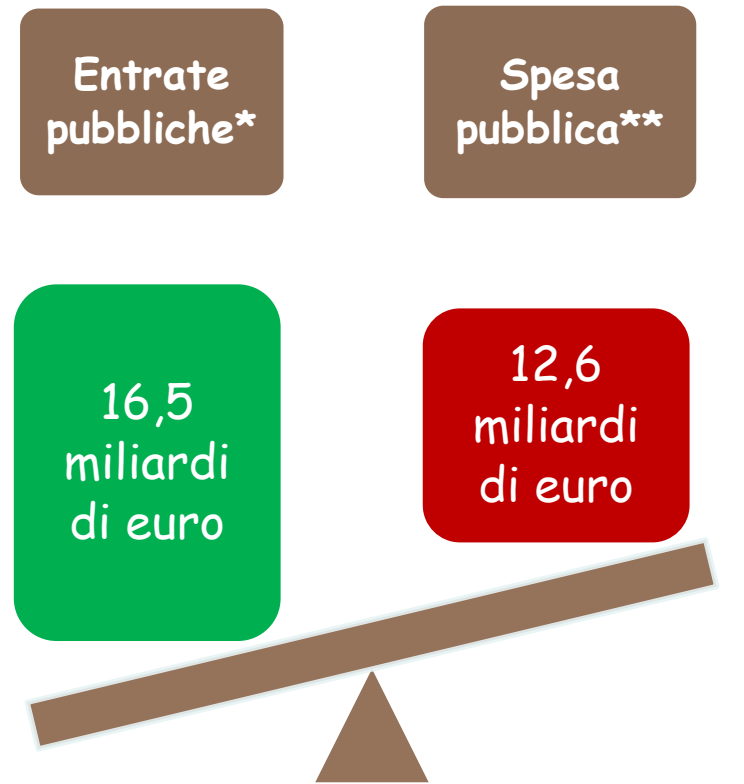 Entrate
pubbliche*
Spesa
pubblica**
16,5
miliardi
di euro
12,6
miliardi
di euro